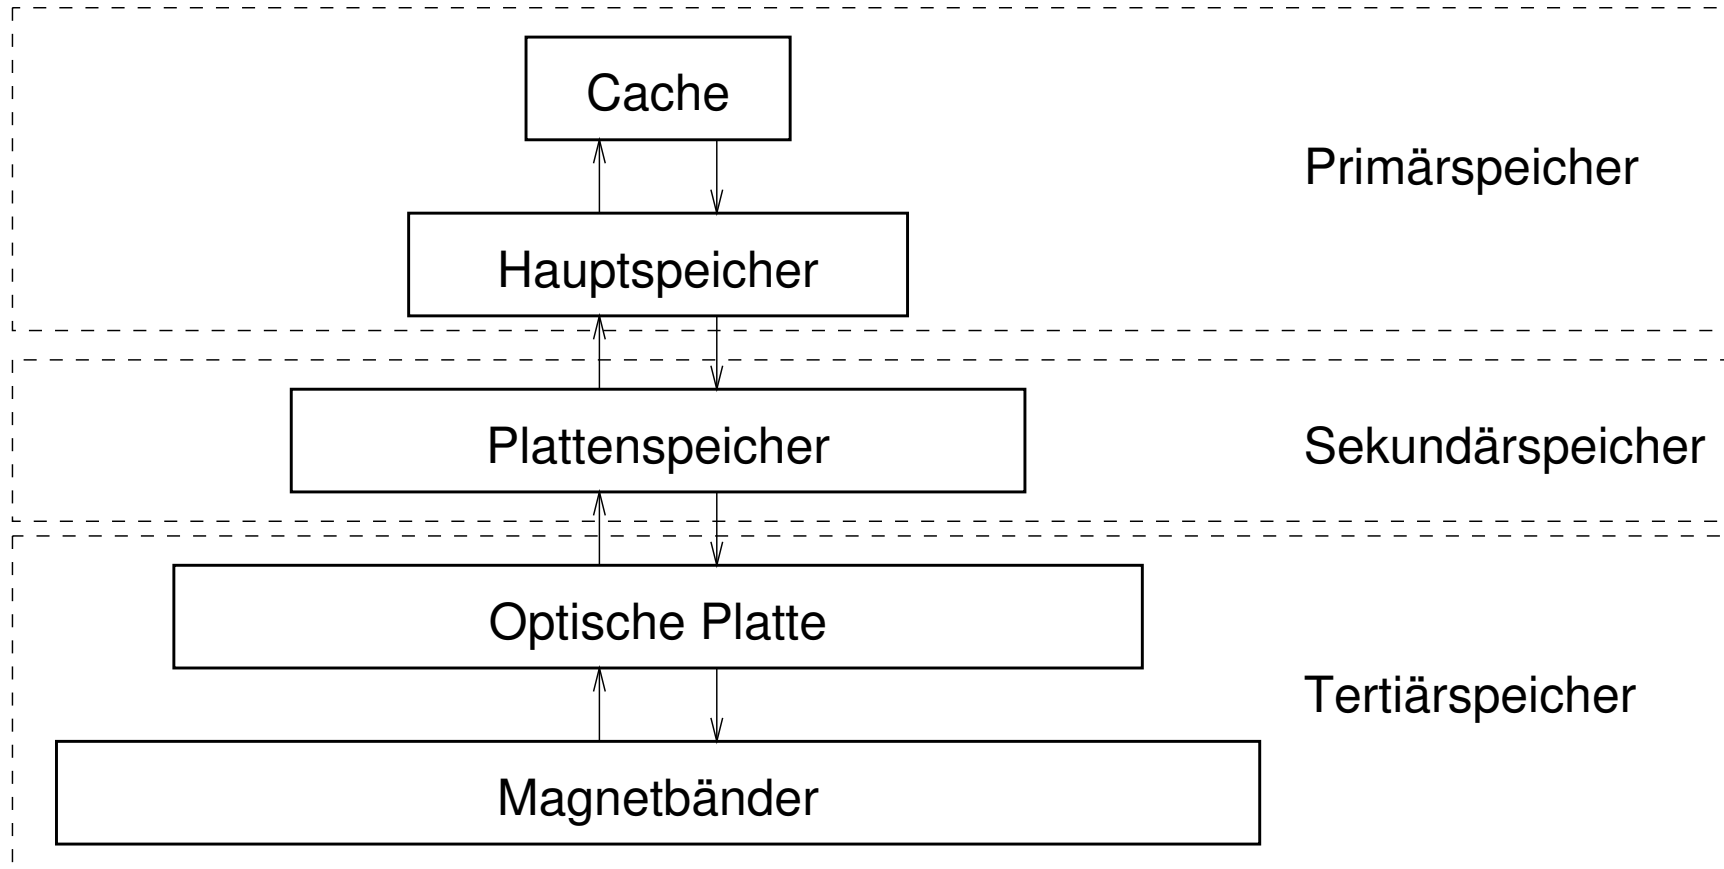 Cache
Primärspeicher
Hauptspeicher
Plattenspeicher
Sekundärspeicher
Optische Platte
Tertiärspeicher
Magnetbänder